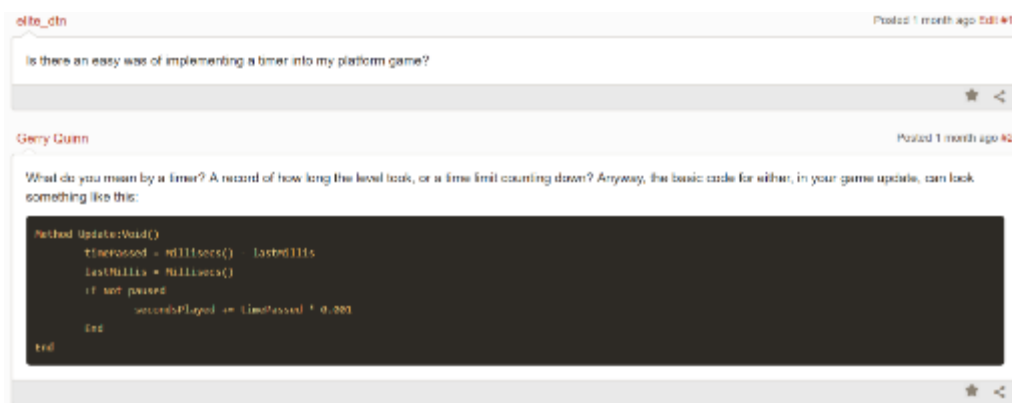 elite_dtn
Posted 1 month ago Edit #1
Is there an easy was of implementing a timer into my platform game?
Gerry Quinn
Posted 1 month ago #2
What do you mean by a timer? A record of how long the level took, or a time limit counting down? Anyway, the basic code for either, in your game update, can look
something like this:
Method Update:Void()
timePassed = Millisecs() - lastMillis
lastMillis = Millisecs()
If Not paused
secondsPlayed += timePassed * 0.001
End
End